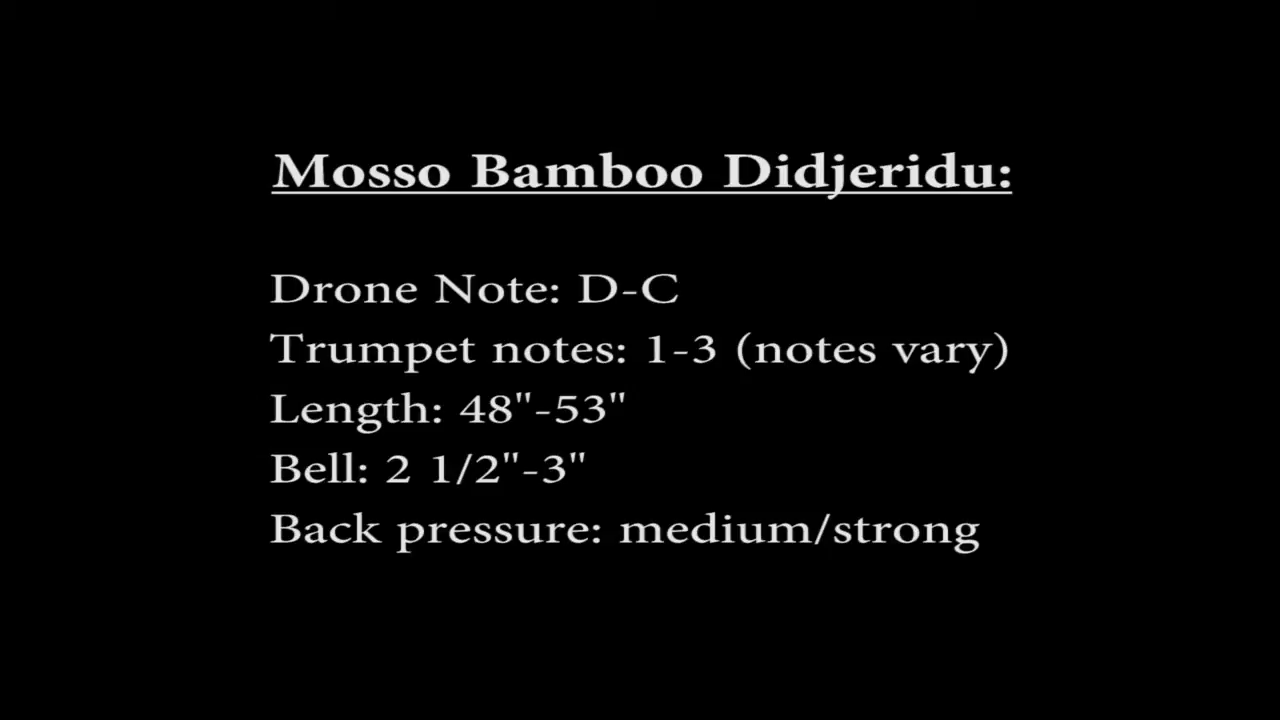 Mosso Bamboo Didjeridu:
Drone Note: D-C
Trumpet notes: 1-3 (notes vary)
Length: 48"-53"
Bell: 2 1/2"-3"
Back pressure: medium/strong